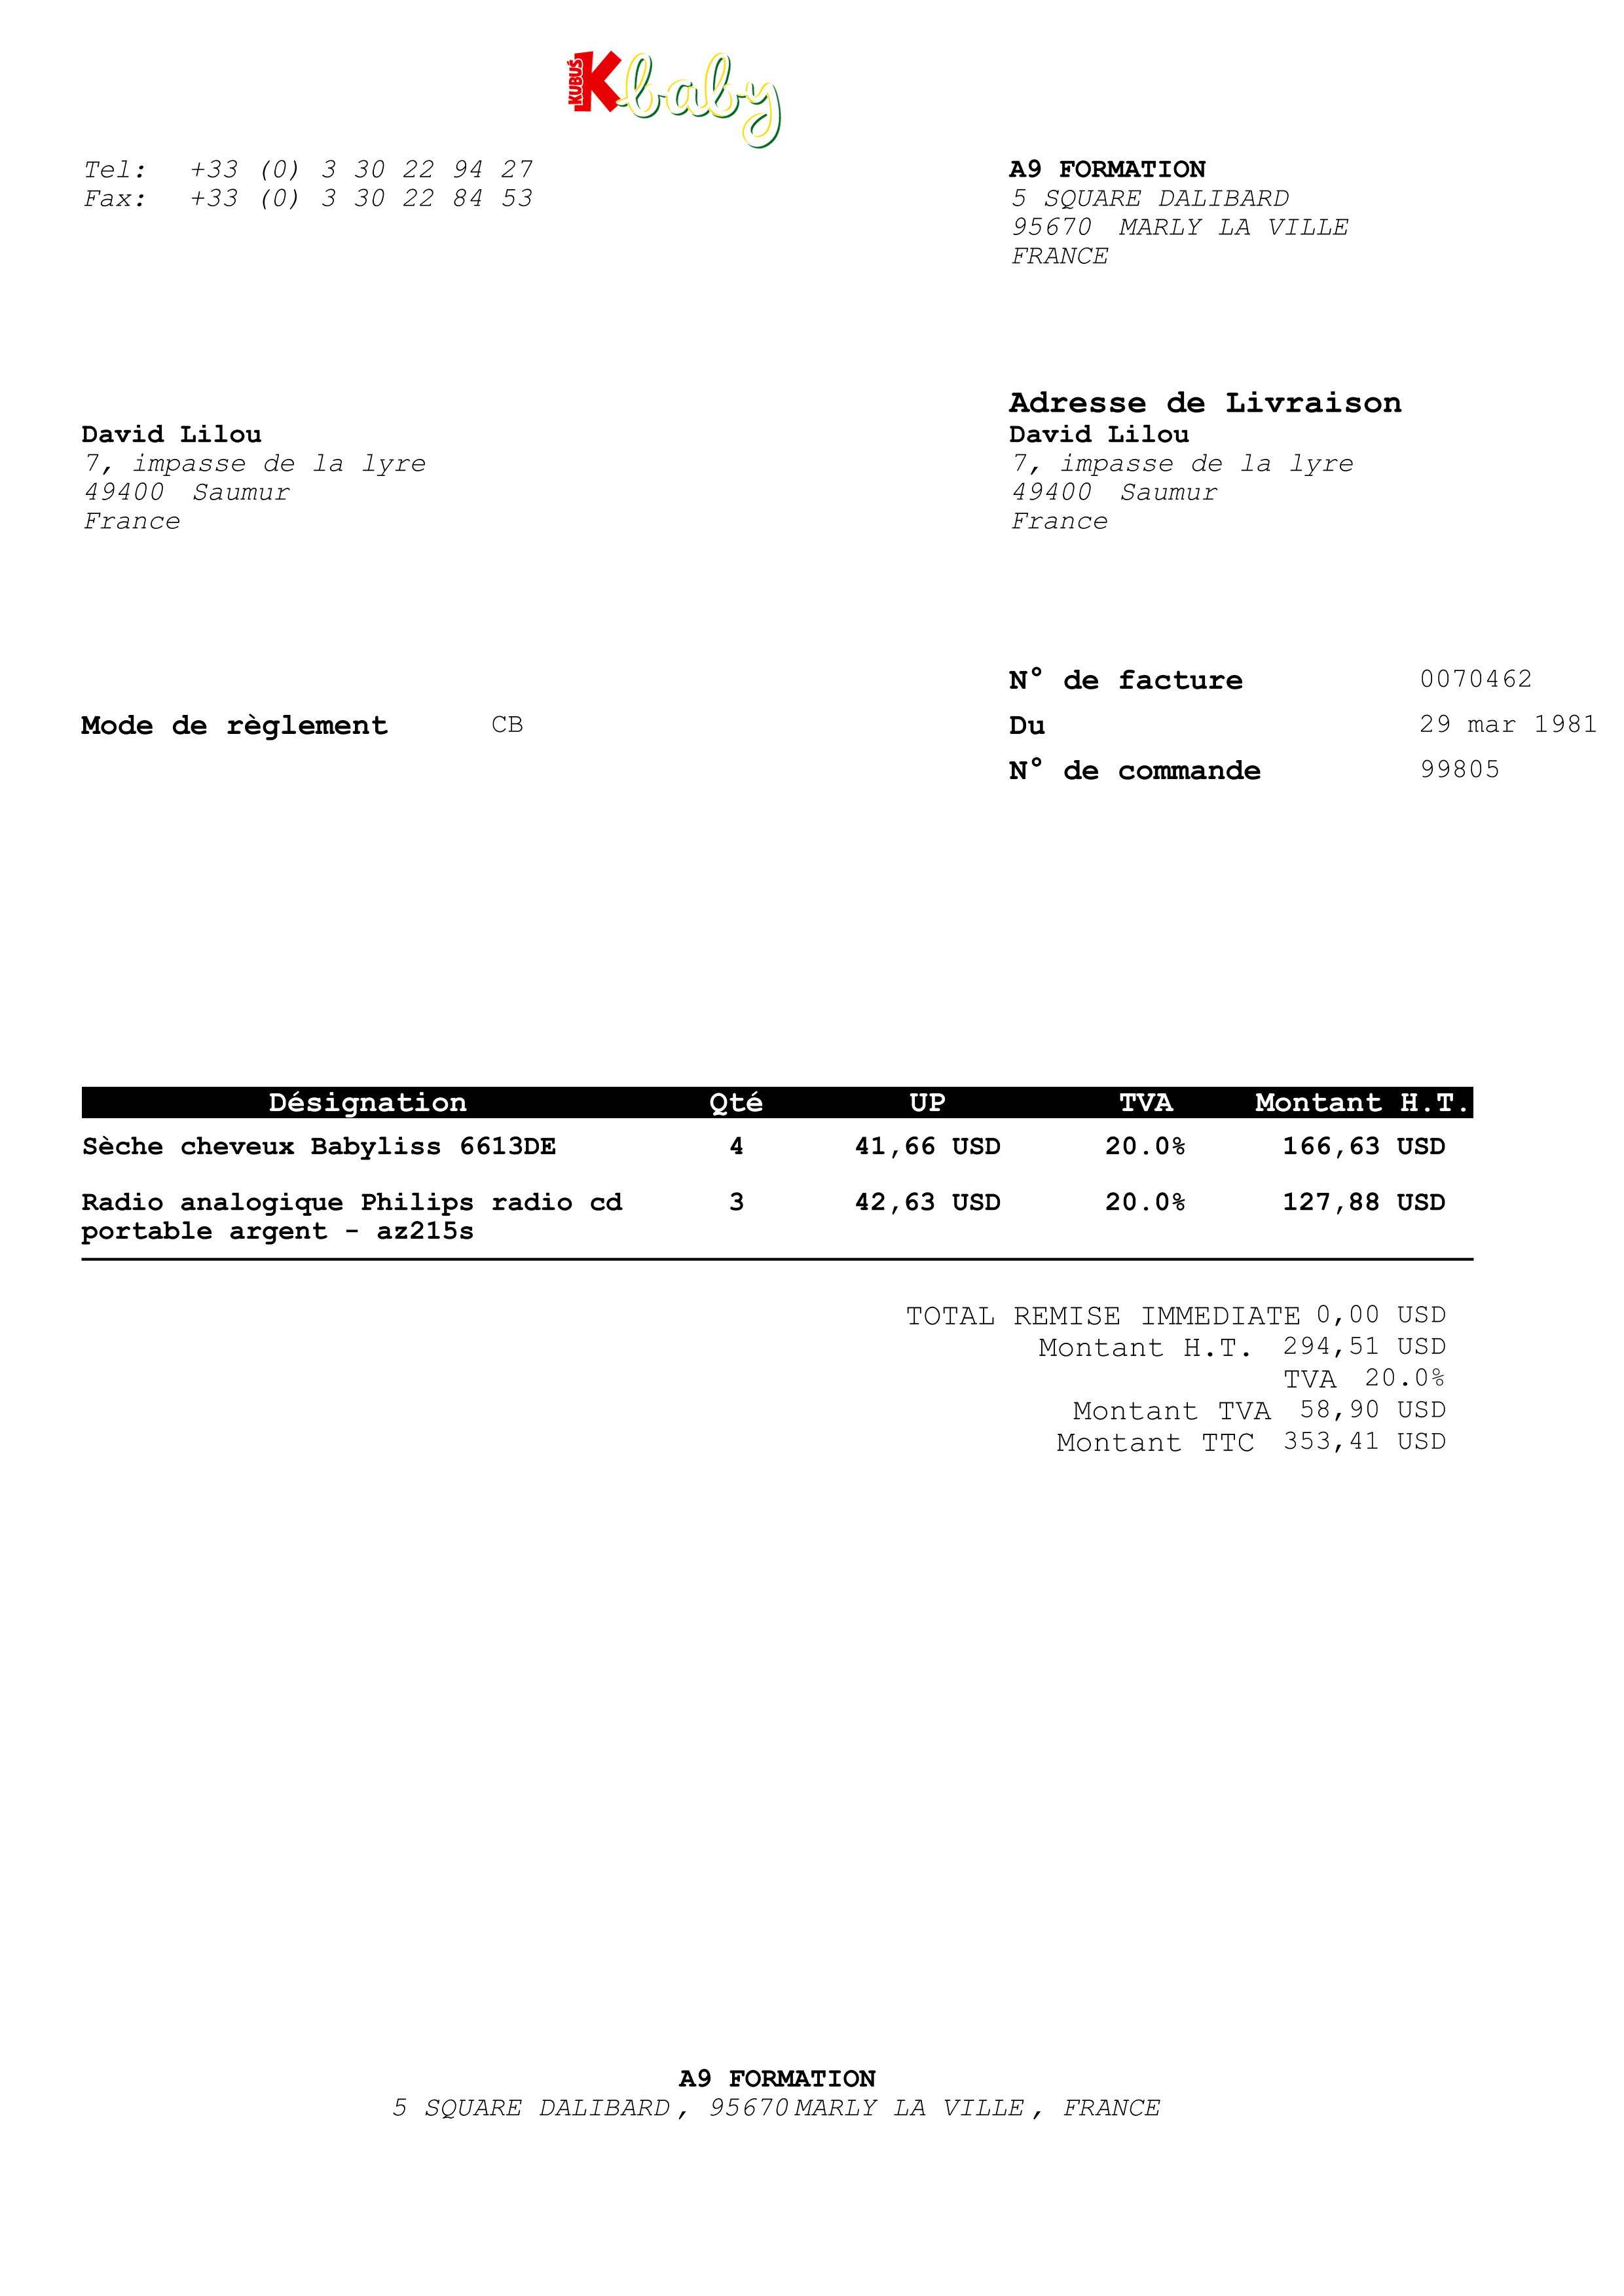 KUBUŚ K baby
Tel: +33 (0) 3 30 22 94 27
Fax: +33 (0) 3 30 22 84 53
A9 FORMATION
5 SQUARE DALIBARD
95670 MARLY LA VILLE
FRANCE
David Lilou
7, impasse de la lyre
49400 Saumur
France
Adresse de Livraison
David Lilou
7, impasse de la lyre
49400 Saumur
France
Mode de règlement CB
N° de facture 0070462
Du 29 mar 1981
N° de commande 99805
Désignation Qté UP TVA Montant H.T.
Sèche cheveux Babyliss 6613DE 4 41,66 USD 20.0% 166,63 USD
Radio analogique Philips radio cd 3 42,63 USD 20.0% 127,88 USD
portable argent - az215s
TOTAL REMISE IMMEDIATE 0,00 USD
Montant H.T. 294,51 USD
TVA 20.0%
Montant TVA 58,90 USD
Montant TTC 353,41 USD
A9 FORMATION
5 SQUARE DALIBARD , 95670 MARLY LA VILLE , FRANCE